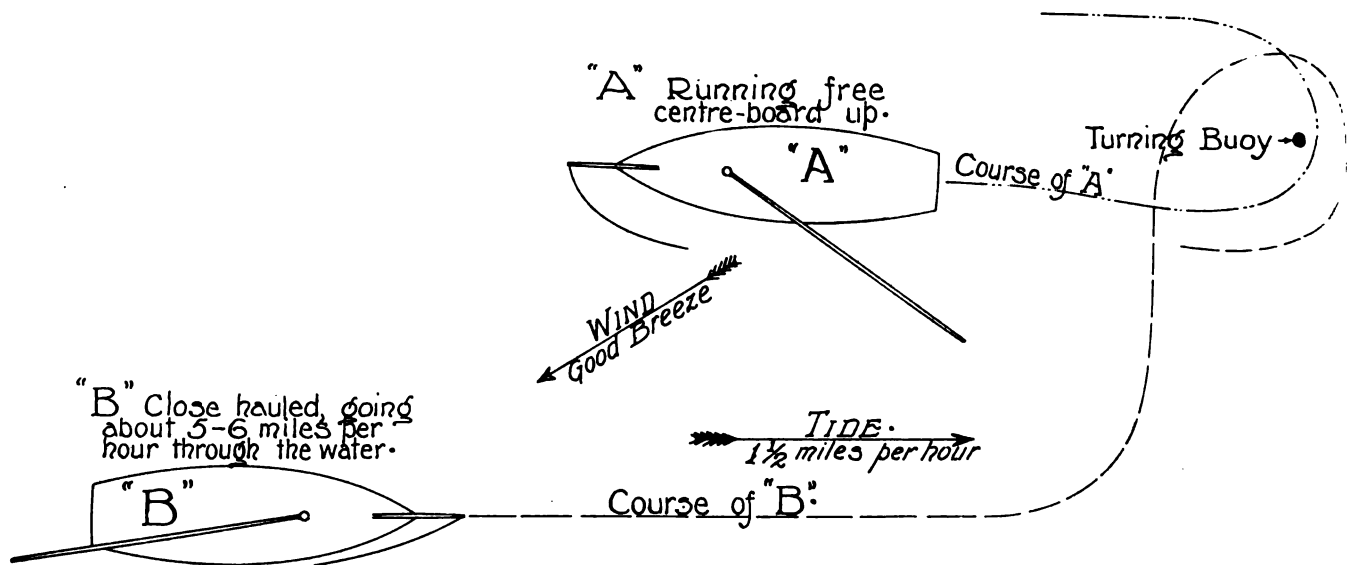 "A" Running free
centre-board up.
"A"
Course of "A"
Turning Buoy
WIND
Good Breeze
"B" Close hauled, going
about 5-6 miles per
hour through the water.
TIDE.
1½ miles per hour
"B"
Course of "B".